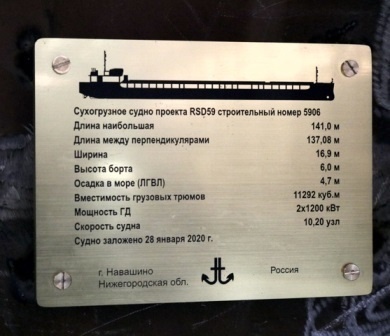 Сухогрузное судно проекта RSD59 строительный номер 5906
Длина наибольшая 141,0 м
Длина между перпендикулярами 137,08 м
Ширина 16,9 м
Высота борта 6,0 м
Осадка в море (ЛГВЛ) 4,7 м
Вместимость грузовых трюмов 11292 куб.м
Мощность ГД 2x1200 кВт
Скорость судна 10,20 узл
Судно заложено 28 января 2020 г.
г. Навашино Россия
Нижегородская обл.